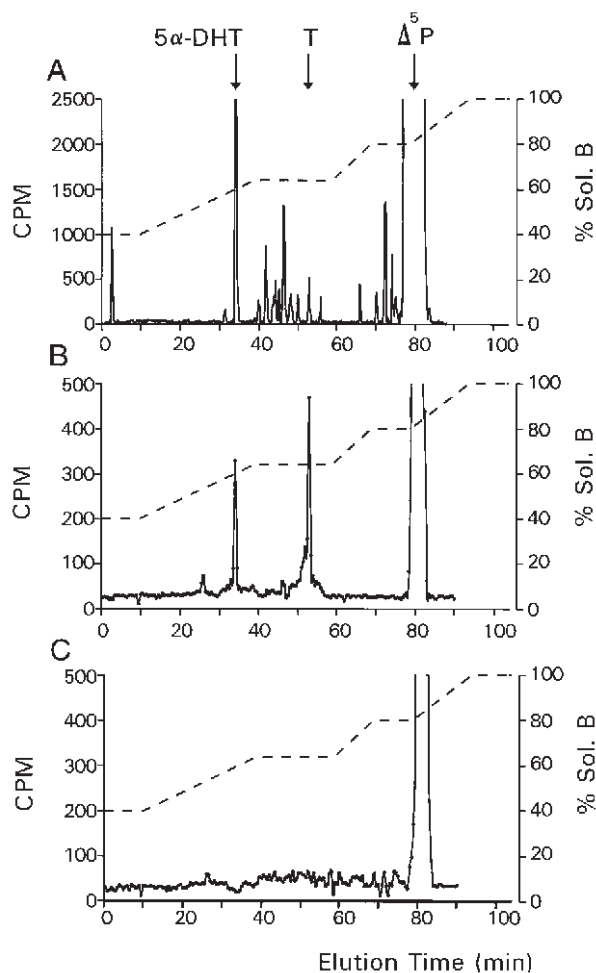 5α-DHT T Δ⁵P
A
2500 100
2000 80
1500 60
1000 40
500 20
0 0
CPM
% Sol. B
0 20 40 60 80 100
B
500 100
400 80
300 60
200 40
100 20
0 0
CPM
% Sol. B
0 20 40 60 80 100
C
500 100
400 80
300 60
200 40
100 20
0 0
CPM
% Sol. B
0 20 40 60 80 100
Elution Time (min)